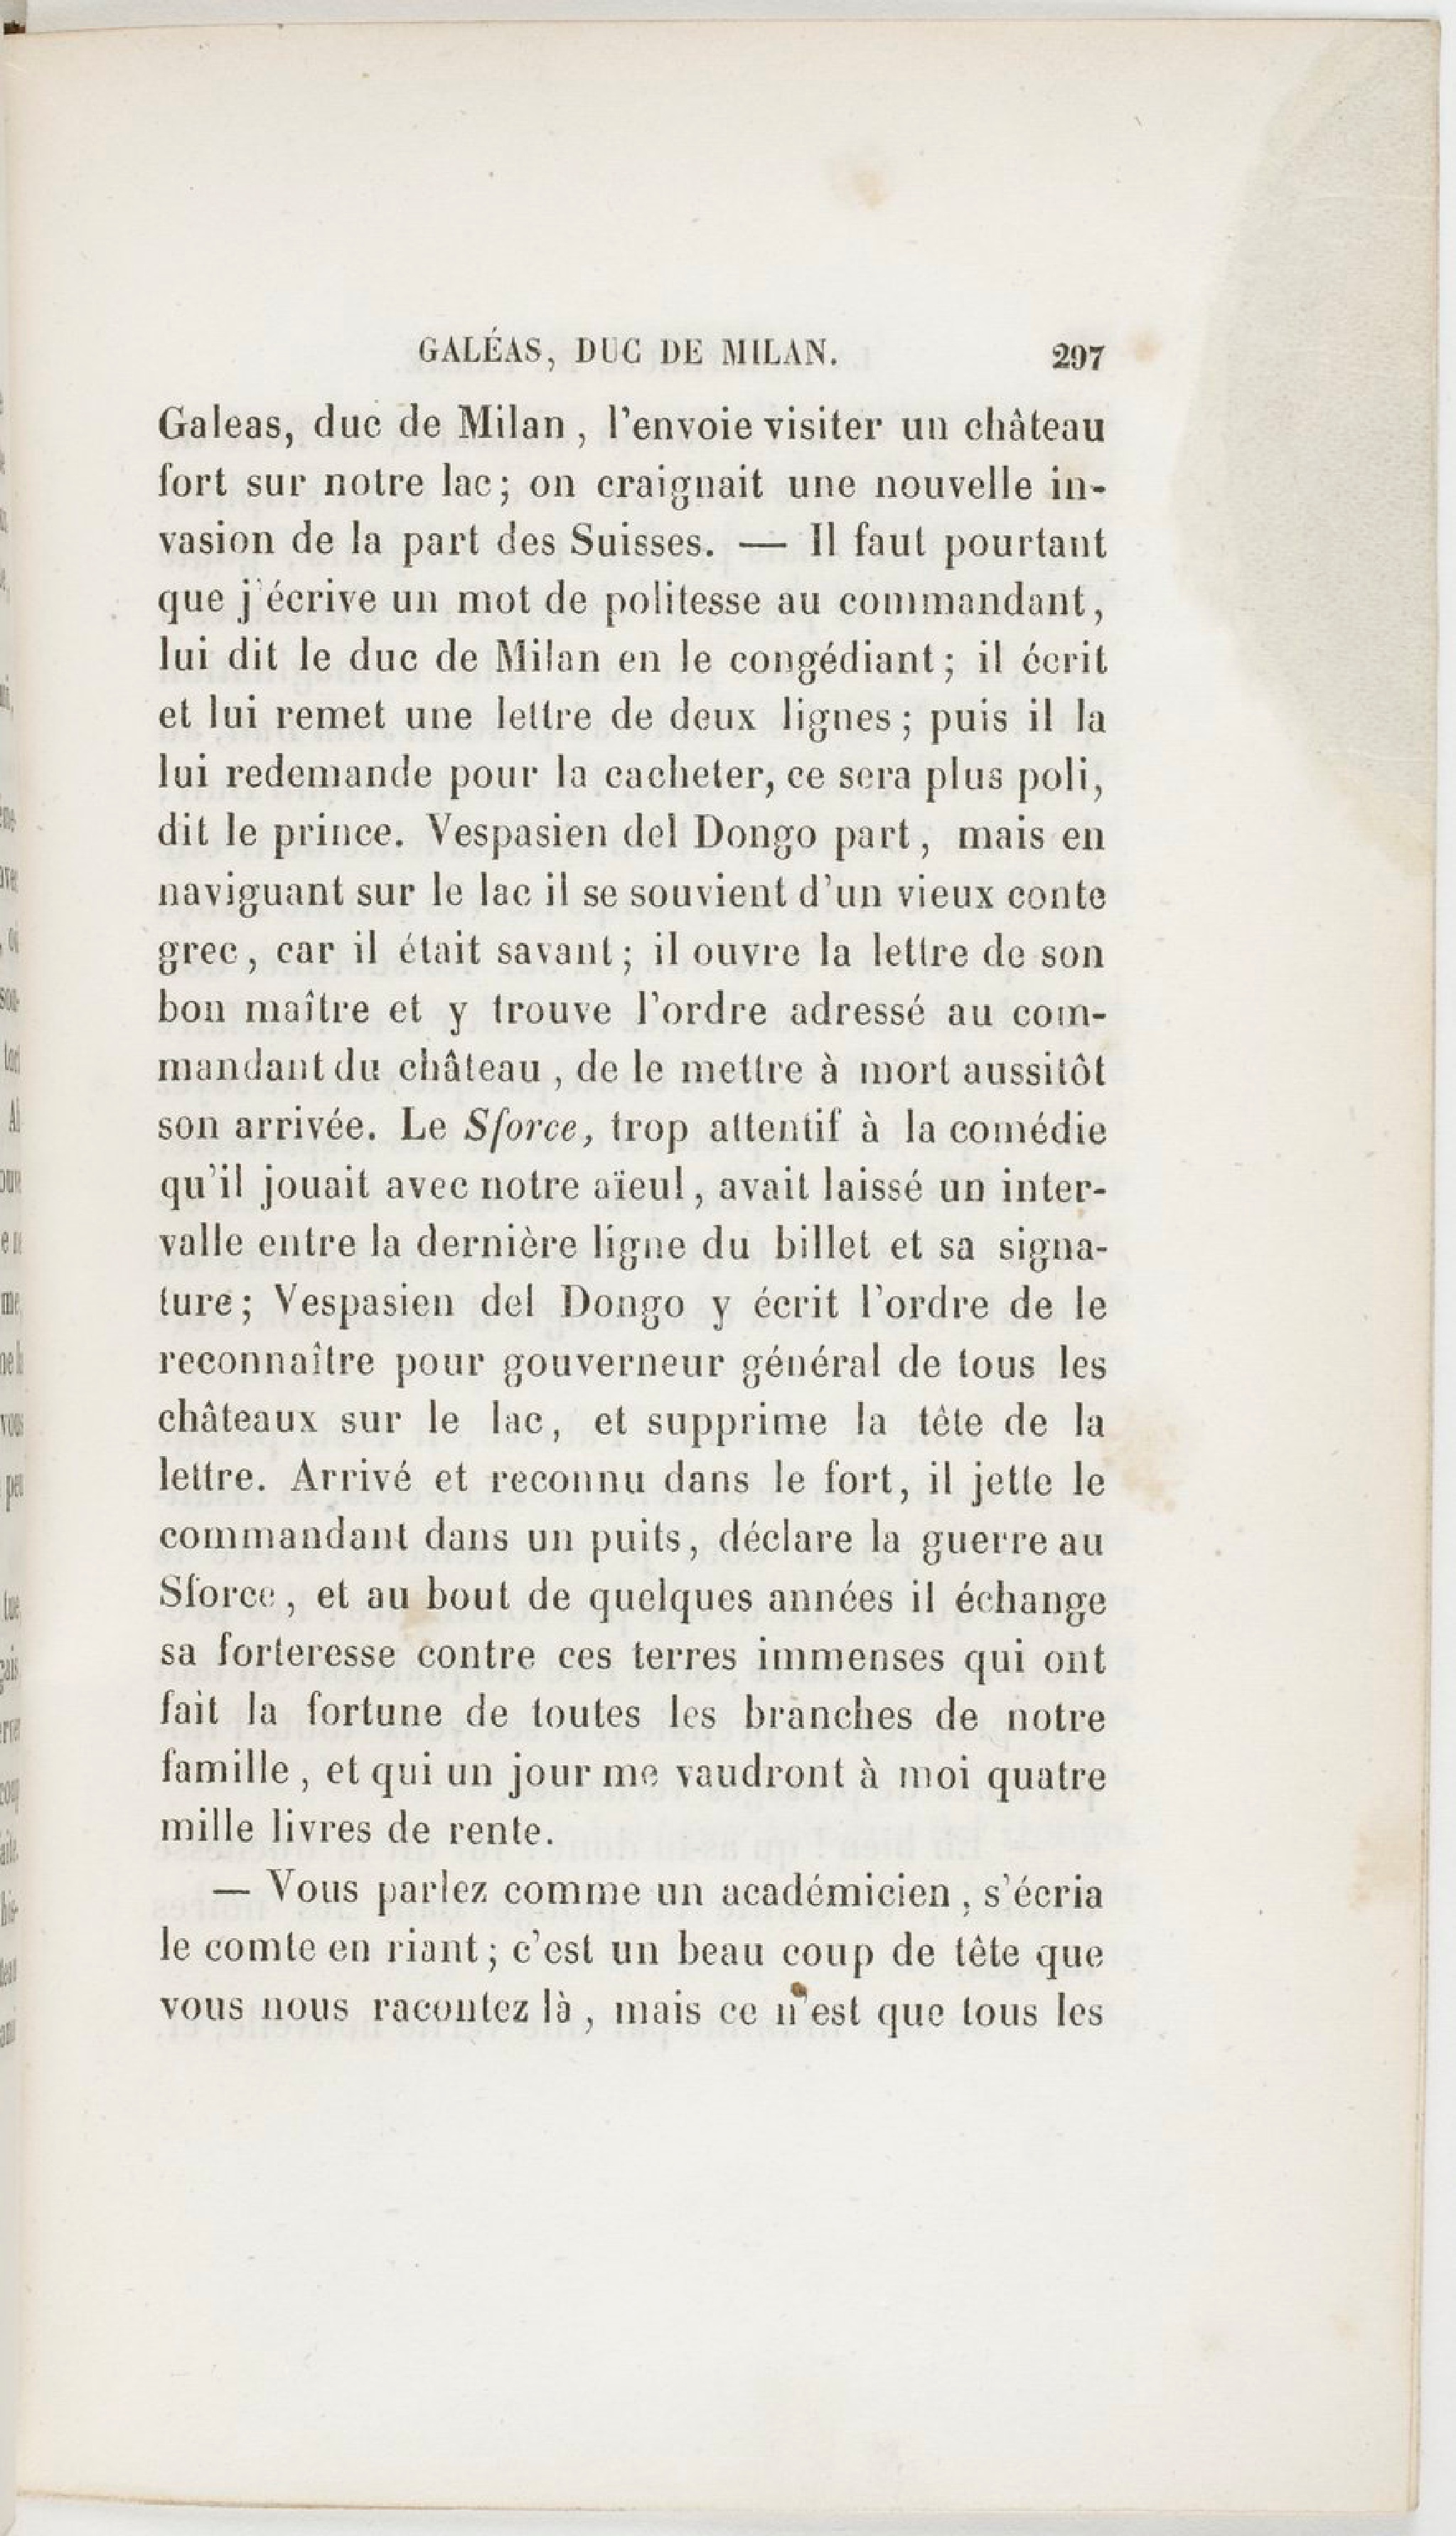 GALÉAS, DUC DE MILAN. 297
Galeas, duc de Milan, l'envoie visiter un château
fort sur notre lac; on craignait une nouvelle in-
vasion de la part des Suisses. — Il faut pourtant
que j'écrive un mot de politesse au commandant,
lui dit le duc de Milan en le congédiant; il écrit
et lui remet une lettre de deux lignes; puis il la
lui redemande pour la cacheter, ce sera plus poli,
dit le prince. Vespasien del Dongo part, mais en
naviguant sur le lac il se souvient d'un vieux conte
grec, car il était savant; il ouvre la lettre de son
bon maître et y trouve l'ordre adressé au com-
mandant du château, de le mettre à mort aussitôt
son arrivée. Le Sforce, trop attentif à la comédie
qu'il jouait avec notre aïeul, avait laissé un inter-
valle entre la dernière ligne du billet et sa signa-
ture; Vespasien del Dongo y écrit l'ordre de le
reconnaître pour gouverneur général de tous les
châteaux sur le lac, et supprime la tête de la
lettre. Arrivé et reconnu dans le fort, il jette le
commandant dans un puits, déclare la guerre au
Sforce, et au bout de quelques années il échange
sa forteresse contre ces terres immenses qui ont
fait la fortune de toutes les branches de notre
famille, et qui un jour me vaudront à moi quatre
mille livres de rente.
— Vous parlez comme un académicien, s'écria
le comte en riant; c'est un beau coup de tête que
vous nous racontez là, mais ce n'est que tous les